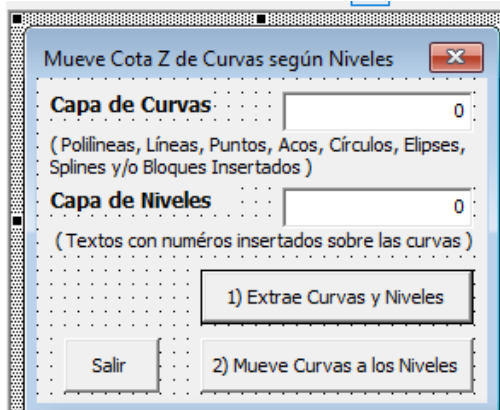 Mueve Cota Z de Curvas según Niveles
Capa de Curvas
0
( Polilineas, Líneas, Puntos, Acos, Círculos, Elipses,
Splines y/o Bloques Insertados )
Capa de Niveles
0
( Textos con numéros insertados sobre las curvas )
1) Extrae Curvas y Niveles
Salir
2) Mueve Curvas a los Niveles